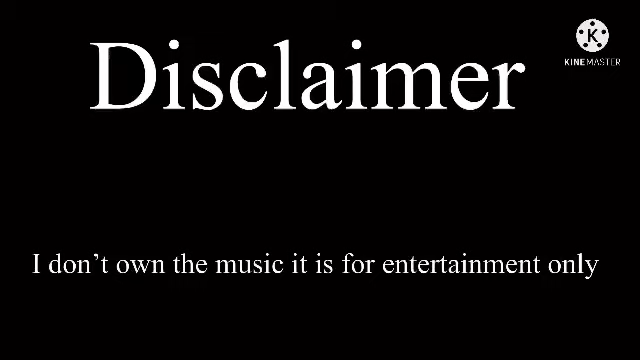 Disclaimer
K
KINEMASTER
I don't own the music it is for entertainment only